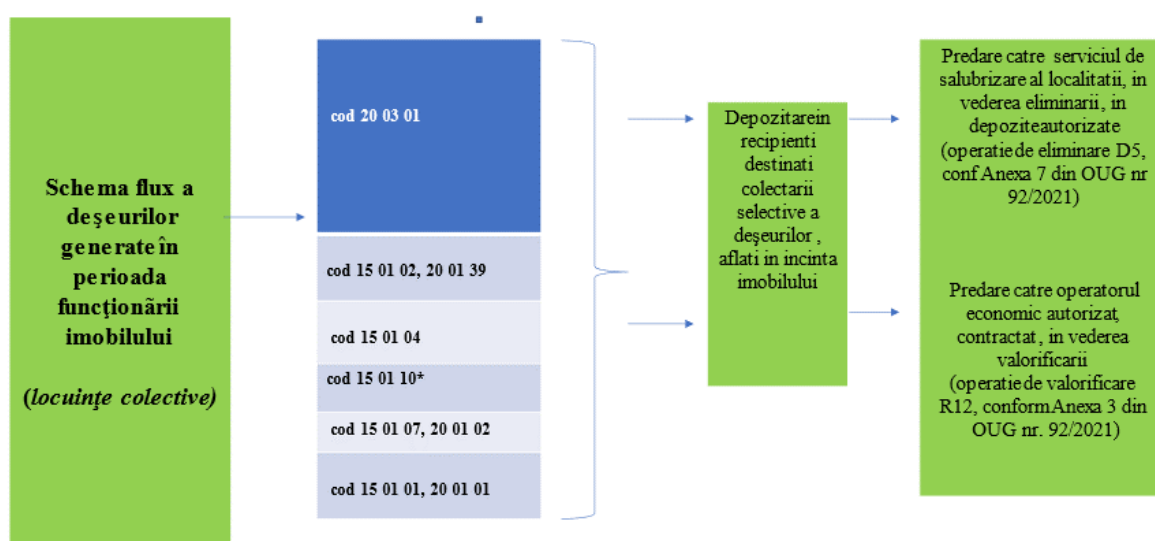 Schema flux a
deşeurilor
generate în
perioada
funcţionării
imobilului
(locuinţe colective)
cod 20 03 01
cod 15 01 02, 20 01 39
cod 15 01 04
cod 15 01 10*
cod 15 01 07, 20 01 02
cod 15 01 01, 20 01 01
Depozitarein
recipienti
destinati
colectarii
selective a
deşeurilor ,
aflati in incinta
imobilului
Predare catre serviciul de
salubrizare al localitatii, in
vederea eliminarii, in
depoziteautorizate
(operatie de eliminare D5,
conf Anexa 7 din OUG nr
92/2021)
Predare catre operatorul
economic autorizat,
contractat, in vederea
valorificarii
(operatie de valorificare
R12, conform Anexa 3 din
OUG nr. 92/2021)